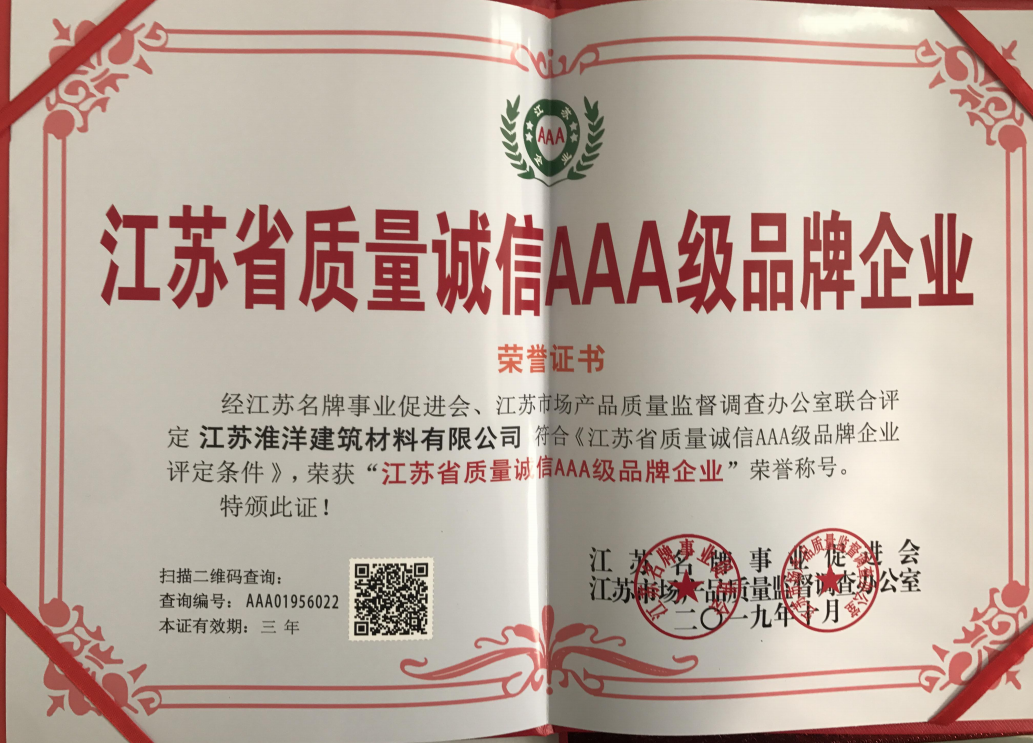 江苏
AAA
企业
江苏省质量诚信AAA级品牌企业
荣誉证书
经江苏名牌事业促进会、江苏市场产品质量监督调查办公室联合评
定 江苏淮洋建筑材料有限公司 符合《江苏省质量诚信AAA级品牌企业
评定条件》,荣获“江苏省质量诚信AAA级品牌企业”荣誉称号。
特颁此证!
扫描二维码查询:
查询编号: AAA01956022
本证有效期: 三 年
江苏名牌事业促进会
江苏市场产品质量监督调查办公室
二〇一九年十月